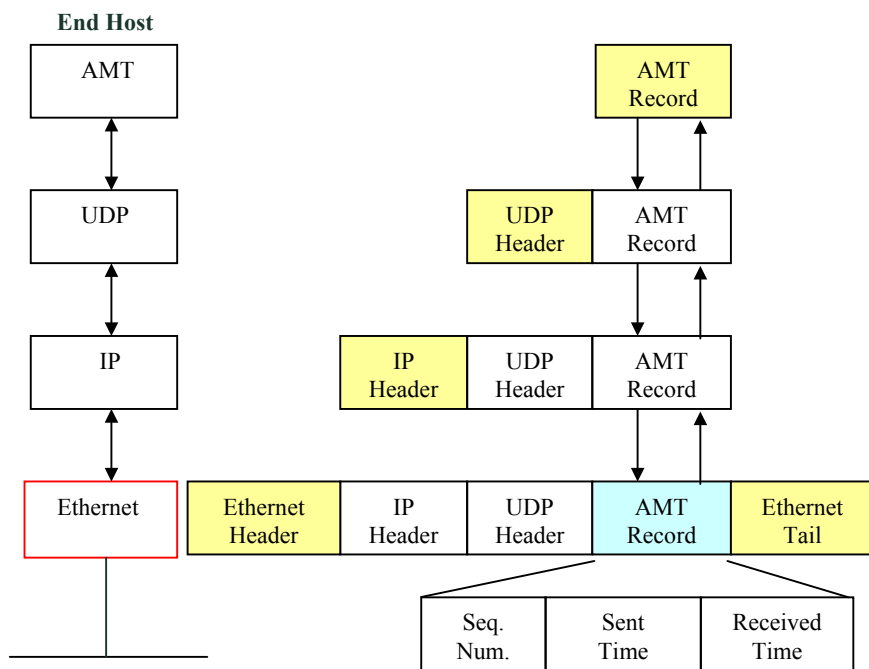 End Host
AMT
AMT
Record
UDP
UDP
Header
AMT
Record
IP
IP
Header
UDP
Header
AMT
Record
Ethernet
Ethernet
Header
IP
Header
UDP
Header
AMT
Record
Ethernet
Tail
Seq.
Num.
Sent
Time
Received
Time